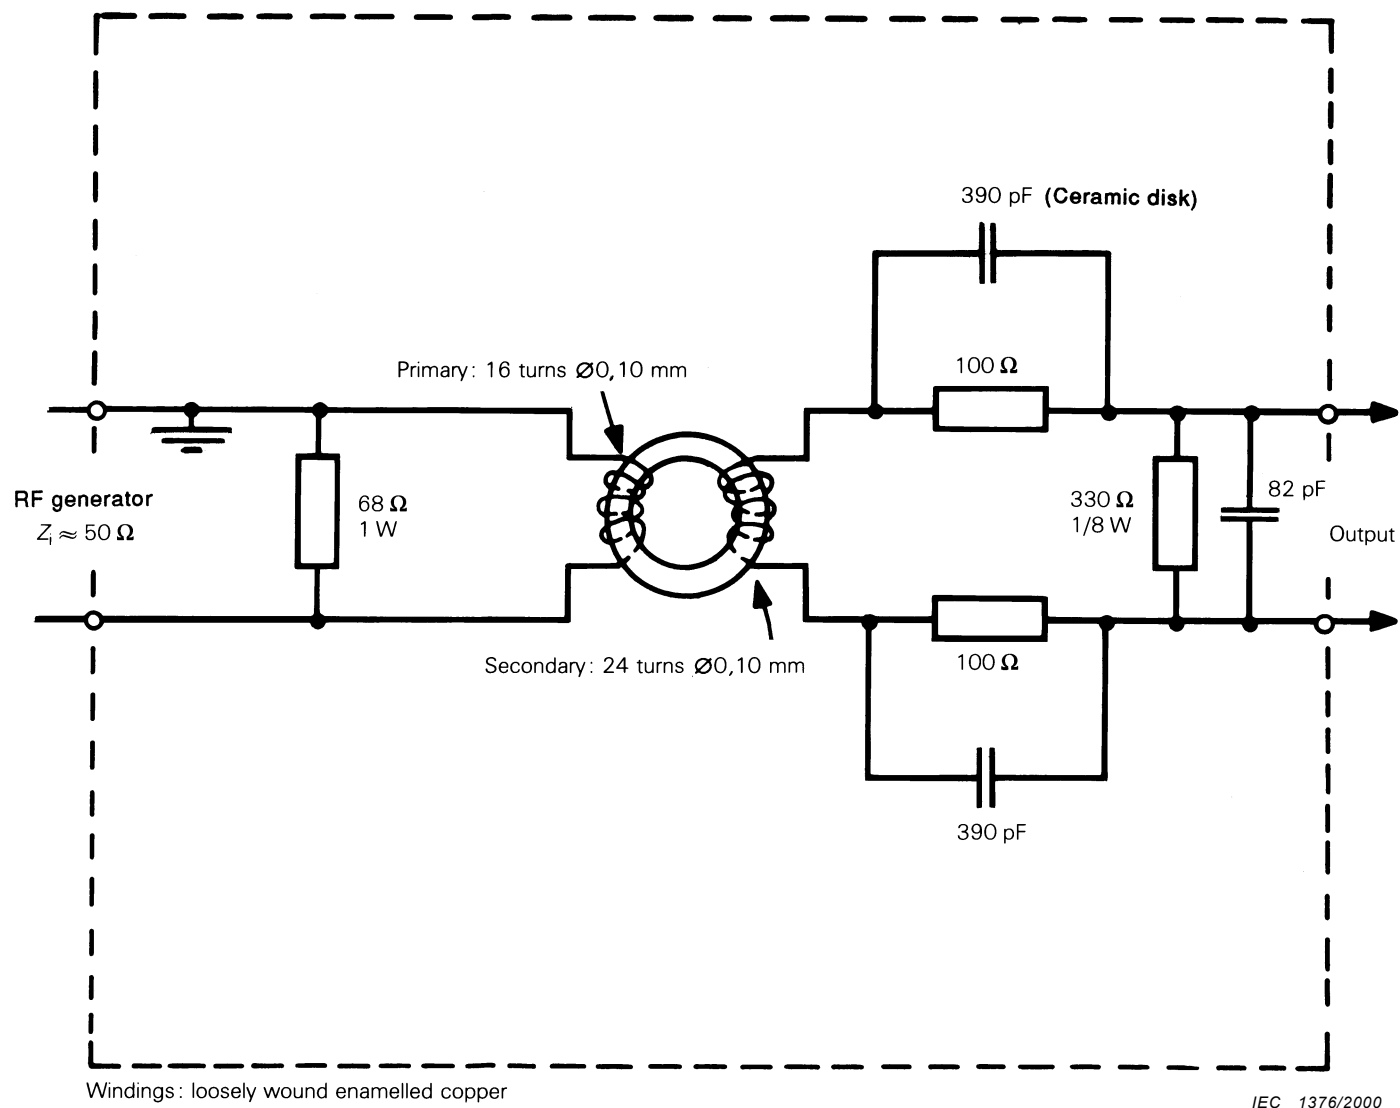 390 pF (Ceramic disk)
Primary: 16 turns Ø0,10 mm
100 Ω
RF generator
Zi ≈ 50 Ω
68 Ω
1 W
330 Ω
1/8 W
82 pF
Output
100 Ω
Secondary: 24 turns Ø0,10 mm
390 pF
Windings: loosely wound enamelled copper
IEC 1376/2000